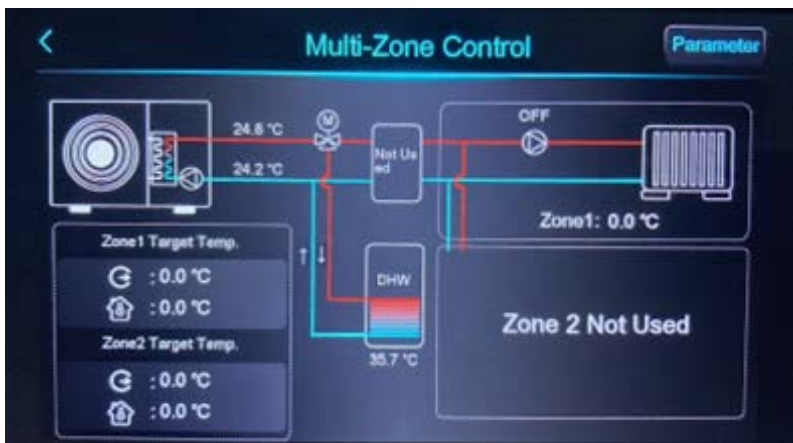 Multi-Zone Control
Parameter
OFF
24.8 °C
M
Not Us
ed
24.2 °C
Zone1: 0.0 °C
Zone1 Target Temp.
: 0.0 °C
: 0.0 °C
DHW
Zone 2 Not Used
Zone2 Target Temp.
35.7 °C
: 0.0 °C
: 0.0 °C